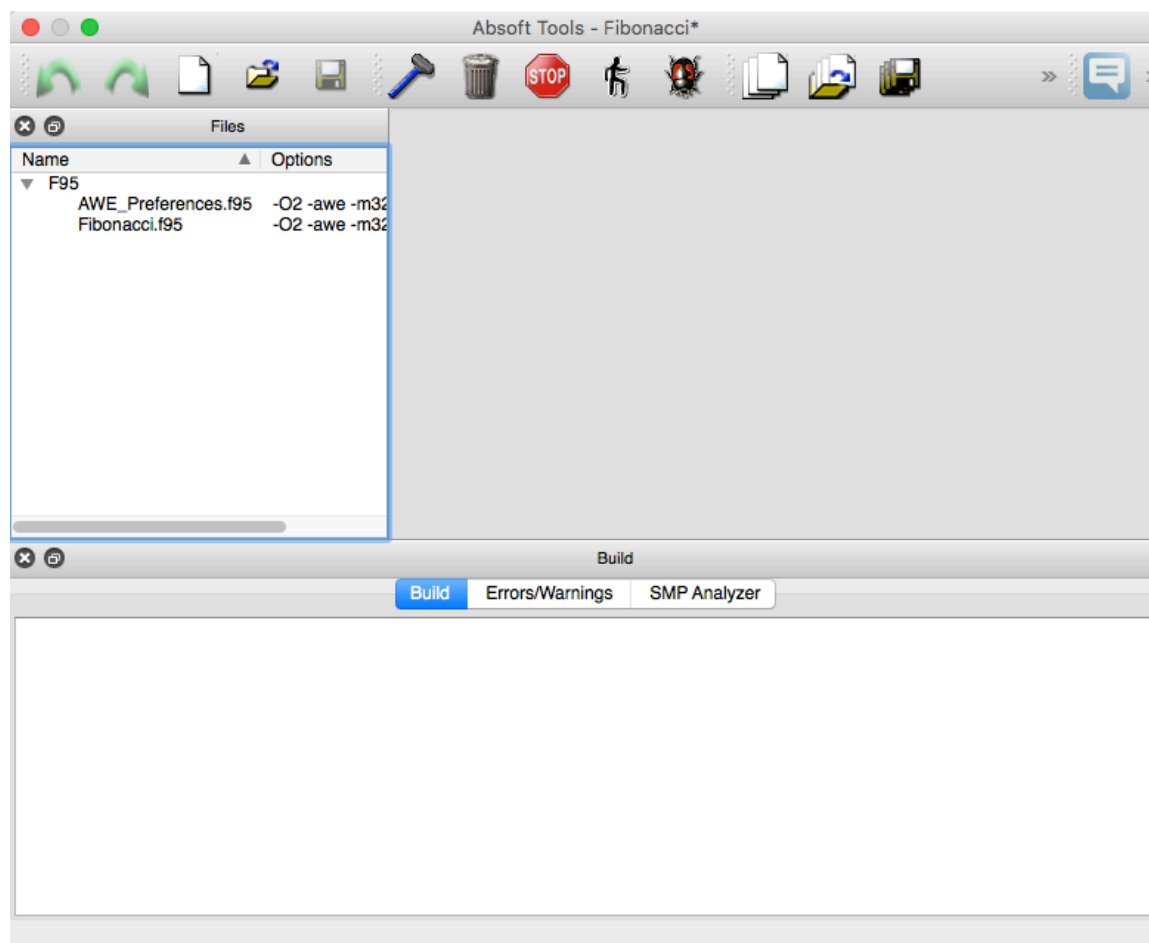 Absoft Tools - Fibonacci*
STOP
»
Files
Name Options
F95
AWE_Preferences.f95 -O2 -awe -m32
Fibonacci.f95 -O2 -awe -m32
Build
Build Errors/Warnings SMP Analyzer